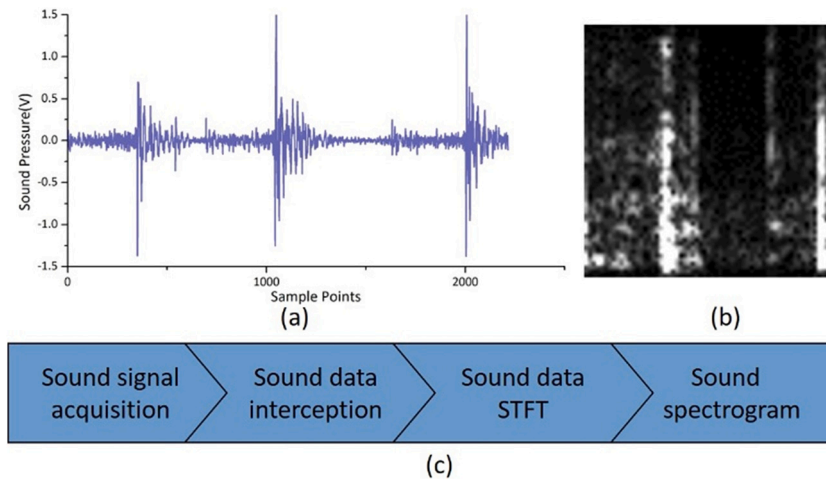 1.5
1.0
0.5
0.0
-0.5
-1.0
-1.5
Sound Pressure(V)
0
1000
2000
Sample Points
(a)
(b)
Sound signal
acquisition
Sound data
interception
Sound data
STFT
Sound
spectrogram
(c)